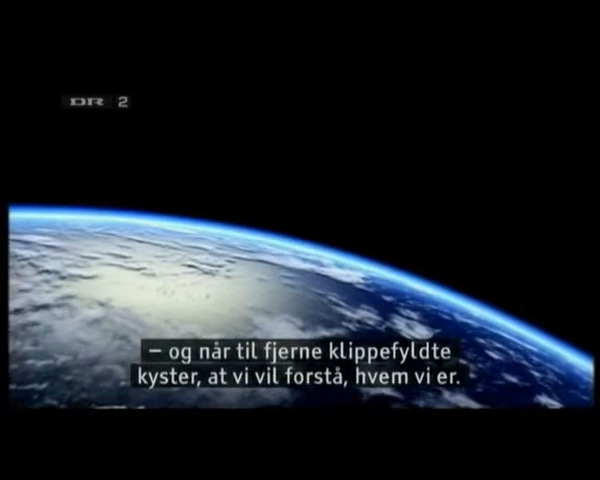 DR 2
– og når til fjerne klippefyldte
kyster, at vi vil forstå, hvem vi er.